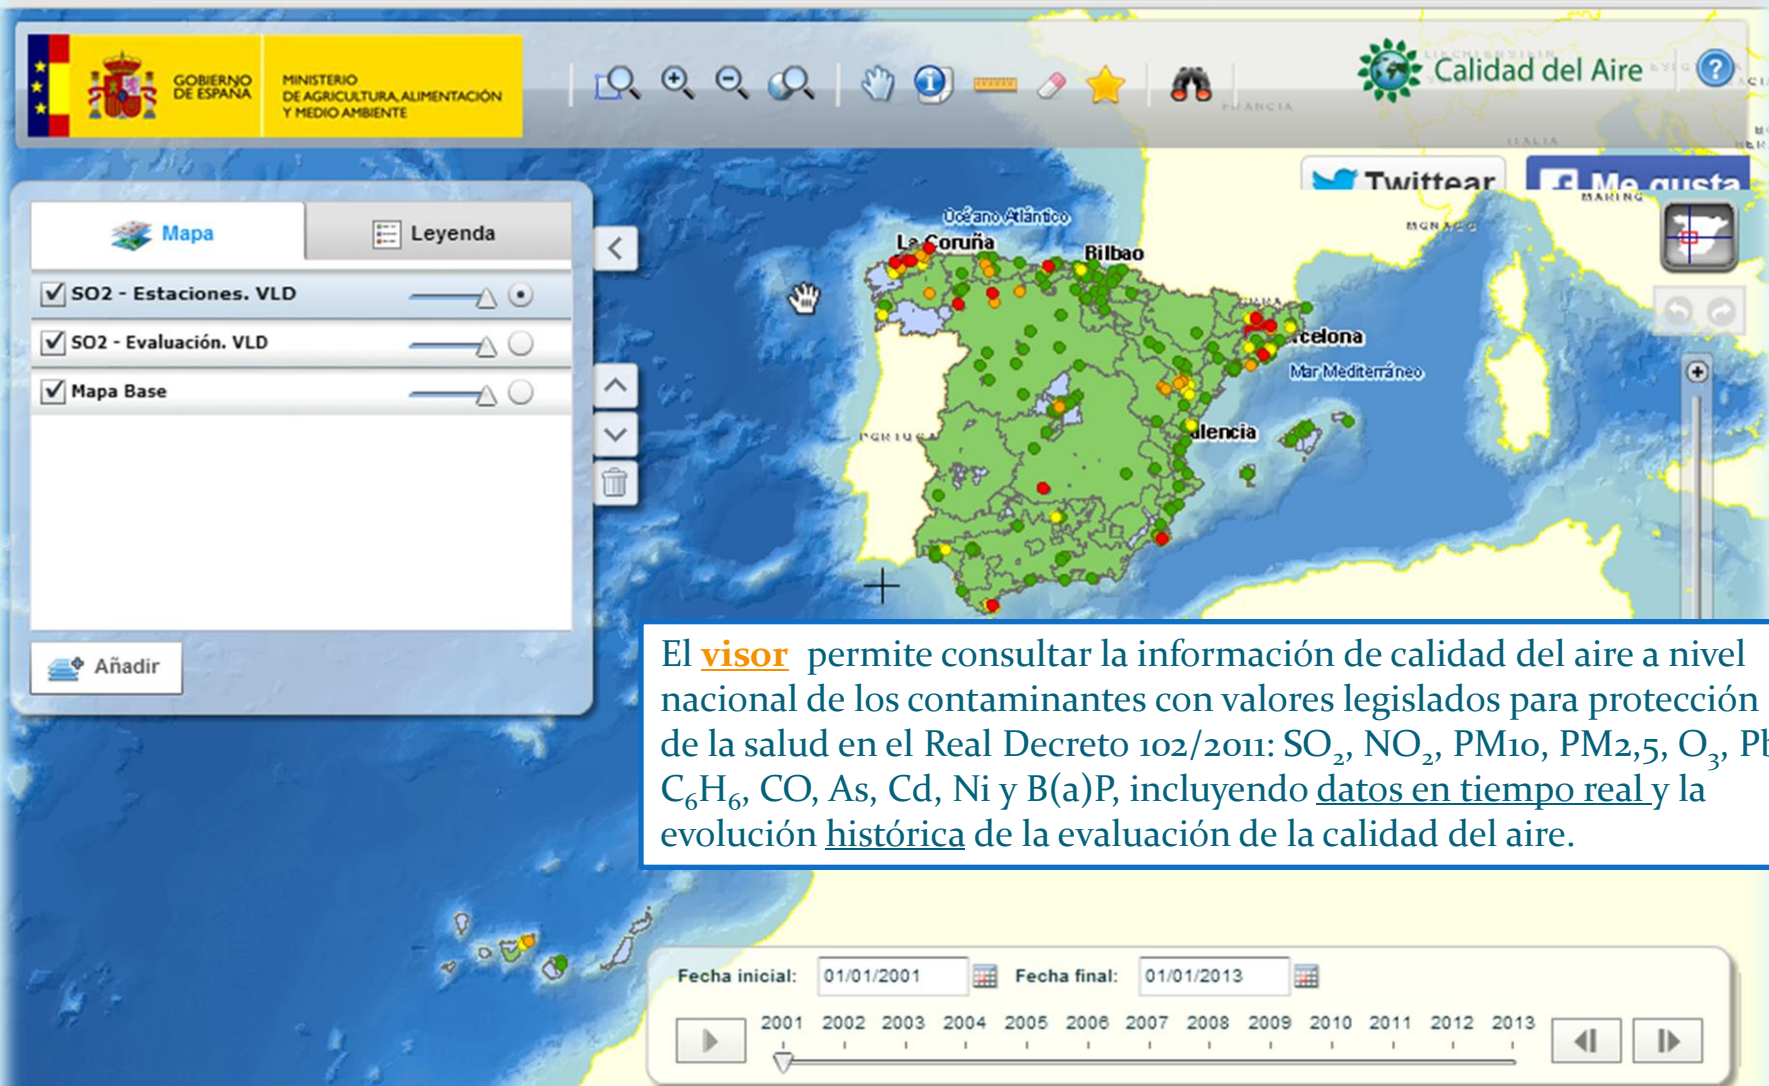 GOBIERNO
DE ESPAÑA
MINISTERIO
DE AGRICULTURA, ALIMENTACIÓN
Y MEDIO AMBIENTE
Calidad del Aire
?
LIECHTENSTEIN
FRANCIA
ITALIA
Twittear
Me gusta
Mapa
Leyenda
SO2 - Estaciones. VLD
SO2 - Evaluación. VLD
Mapa Base
Añadir
Océano Atlántico
La Coruña
Bilbao
rcelona
Mar Mediterráneo
alencia
El visor permite consultar la información de calidad del aire a nivel
nacional de los contaminantes con valores legislados para protección
de la salud en el Real Decreto 102/2011: SO₂, NO₂, PM10, PM2,5, O₃, Pb
C₆H₆, CO, As, Cd, Ni y B(a)P, incluyendo datos en tiempo real y la
evolución histórica de la evaluación de la calidad del aire.
Fecha inicial: 01/01/2001 Fecha final: 01/01/2013
2001 2002 2003 2004 2005 2006 2007 2008 2009 2010 2011 2012 2013